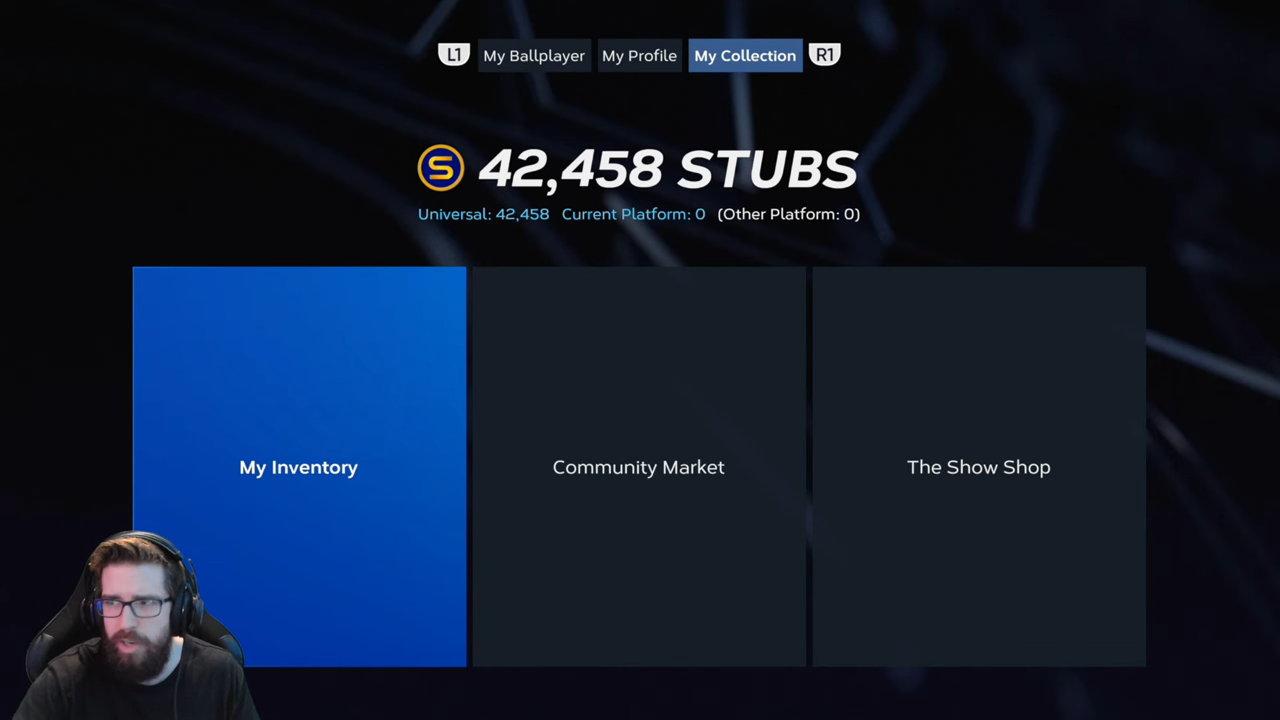 L1 My Ballplayer My Profile My Collection R1
S 42,458 STUBS
Universal: 42,458 Current Platform: 0 (Other Platform: 0)
My Inventory Community Market The Show Shop